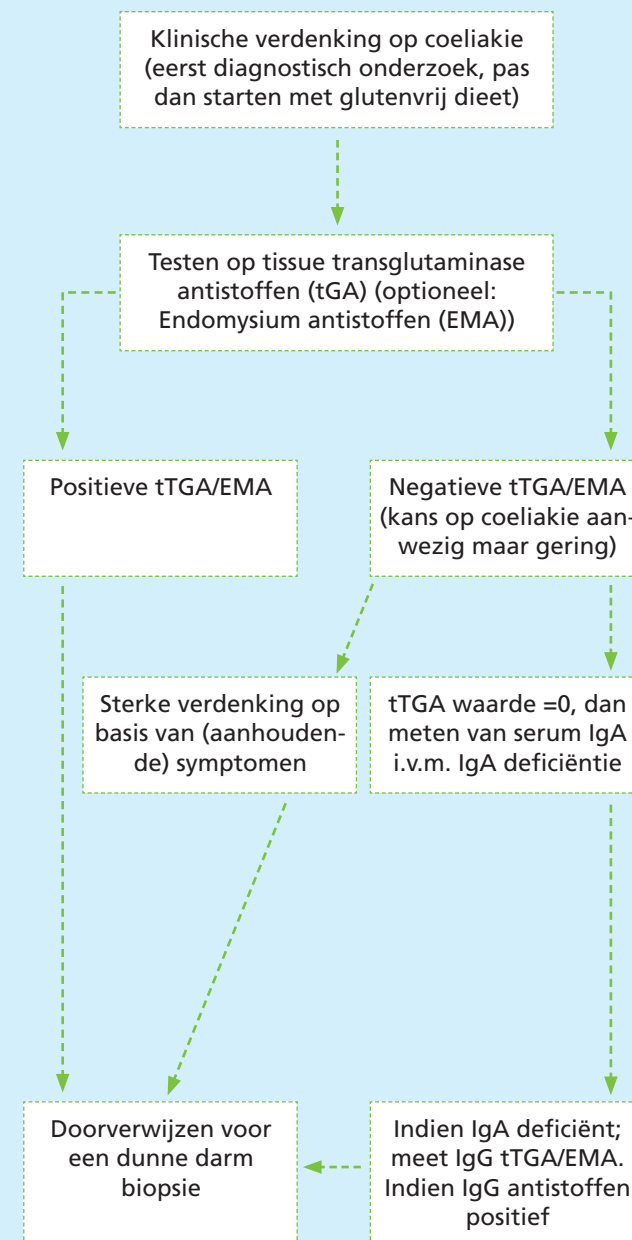 Klinische verdenking op coeliakie
(eerst diagnostisch onderzoek, pas
dan starten met glutenvrij dieet)
Testen op tissue transglutaminase
antistoffen (tGA) (optioneel:
Endomysium antistoffen (EMA))
Positieve tTGA/EMA
Negatieve tTGA/EMA
(kans op coeliakie aan-
wezig maar gering)
Sterke verdenking op
basis van (aanhouden-
de) symptomen
tTGA waarde =0, dan
meten van serum IgA
i.v.m. IgA deficiëntie
Doorverwijzen voor
een dunne darm
biopsie
Indien IgA deficiënt;
meet IgG tTGA/EMA.
Indien IgG antistoffen
positief